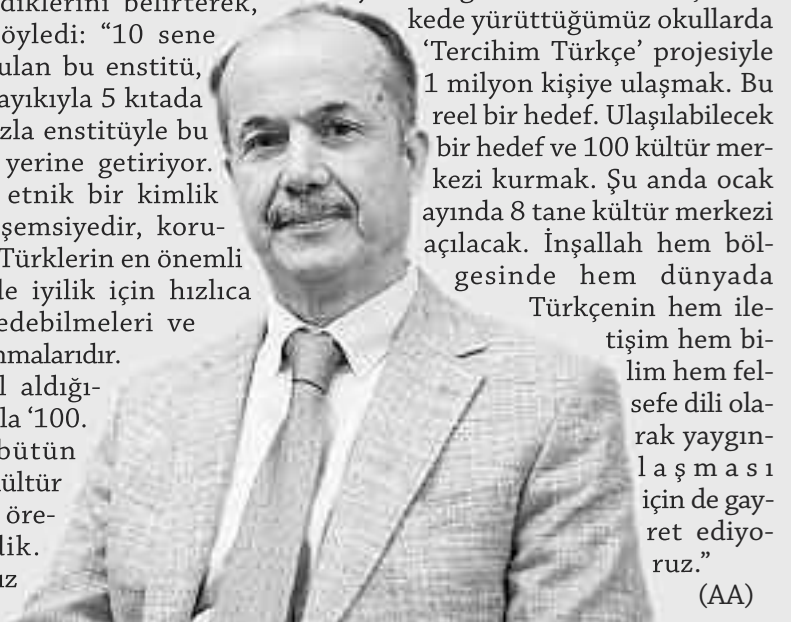 diklerini belirterek,
öyledi: “10 sene
ulan bu enstitü,
ayıkıyla 5 kıtada
zla enstitüyle bu
yerine getiriyor.
etnik bir kimlik
şemsiyedir, koru-
Türklerin en önemli
le iyilik için hızlıca
edebilmeleri ve
nmalarıdır.
l aldığı-
la ‘100.
bütün
ültür
öre-
dik.
ız
kede yürüttüğümüz okullarda
‘Tercihim Türkçe’ projesiyle
1 milyon kişiye ulaşmak. Bu
reel bir hedef. Ulaşılabilecek
bir hedef ve 100 kültür mer-
kezi kurmak. Şu anda ocak
ayında 8 tane kültür merkezi
açılacak. İnşallah hem böl-
gesinde hem dünyada
Türkçenin hem ile-
tişim hem bi-
lim hem fel-
sefe dili ola-
rak yaygın-
laşması
için de gay-
ret ediyo-
ruz.”
(AA)